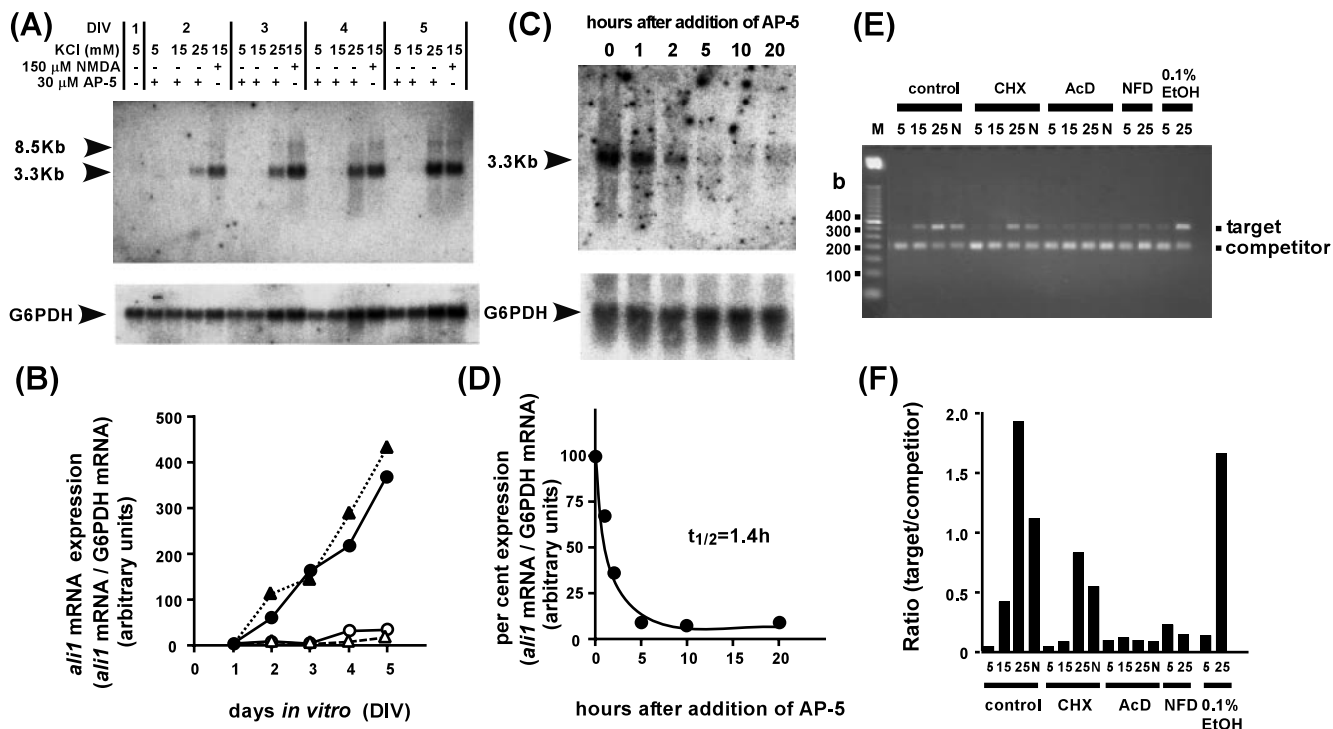 (A)
DIV 1 2 3 4 5
KCl (mM) 5 5 15 25 15 5 15 25 15 5 15 25 15 5 15 25 15
150 µM NMDA - - - - + - - - + - - - + - - - +
30 µM AP-5 - + + + - + + + - + + + - + + + -
8.5Kb
3.3Kb
G6PDH
(B)
ali1 mRNA expression
(ali1 mRNA / G6PDH mRNA)
(arbitrary units)
500
400
300
200
100
0
0 1 2 3 4 5
days in vitro (DIV)
(C)
hours after addition of AP-5
0 1 2 5 10 20
3.3Kb
G6PDH
(D)
per cent expression
(ali1 mRNA / G6PDH mRNA)
(arbitrary units)
100
75
50
25
0
t1/2=1.4h
0 10 20
hours after addition of AP-5
(E)
control CHX AcD NFD 0.1% EtOH
M 5 15 25 N 5 15 25 N 5 15 25 N 5 25 5 25
b
400
300
200
100
target
competitor
(F)
Ratio (target/competitor)
2.0
1.5
1.0
0.5
0
5 15 25 N 5 15 25 N 5 15 25 N 5 25 5 25
control CHX AcD NFD 0.1%
EtOH